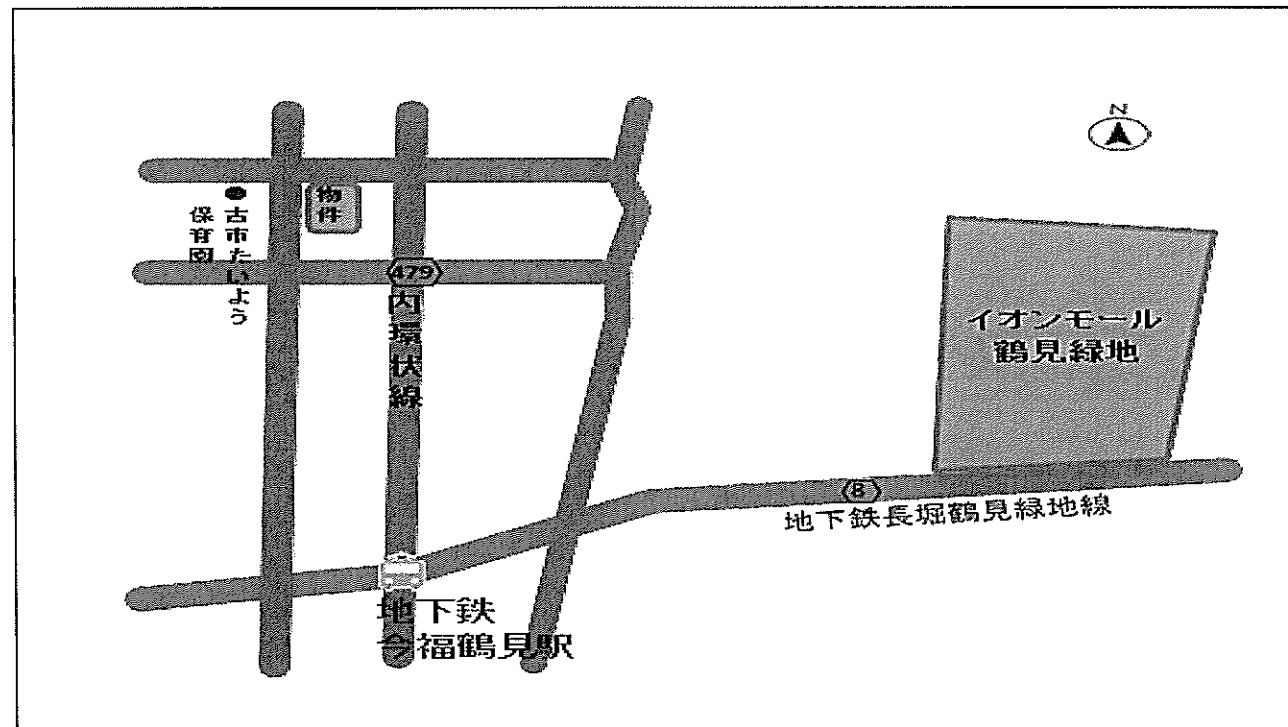 N
物
件
古市たいよう
保育園
479
内環状線
イオンモール
鶴見緑地
8
地下鉄長堀鶴見緑地線
地下鉄
今福鶴見駅